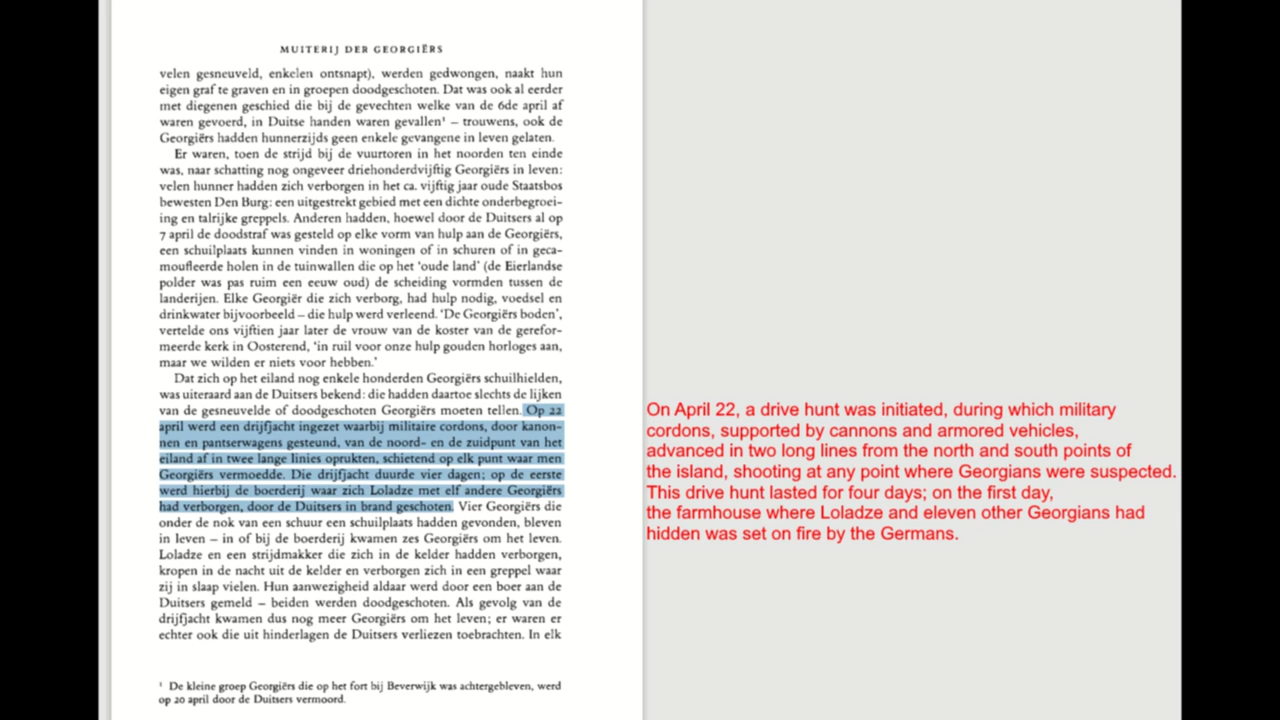 MUITERIJ DER GEORGIËRS
velen gesneuveld, enkelen ontsnapt), werden gedwongen, naakt hun
eigen graf te graven en in groepen doodgeschoten. Dat was ook al eerder
met diegenen geschied die bij de gevechten welke van de 6de april af
waren gevoerd, in Duitse handen waren gevallen¹ – trouwens, ook de
Georgiërs hadden hunnerzijds geen enkele gevangene in leven gelaten.
Er waren, toen de strijd bij de vuurtoren in het noorden ten einde
was, naar schatting nog ongeveer driehonderdvijftig Georgiërs in leven:
velen hunner hadden zich verborgen in het ca. vijftig jaar oude Staatsbos
bewesten Den Burg: een uitgestrekt gebied met een dichte onderbegroei-
ing en talrijke greppels. Anderen hadden, hoewel door de Duitsers al op
7 april de doodstraf was gesteld op elke vorm van hulp aan de Georgiërs,
een schuilplaats kunnen vinden in woningen of in schuren of in geca-
moufleerde holen in de tuinwallen die op het ‘oude land’ (de Eierlandse
polder was pas ruim een eeuw oud) de scheiding vormden tussen de
landerijen. Elke Georgiër die zich verborg, had hulp nodig, voedsel en
drinkwater bijvoorbeeld – die hulp werd verleend. ‘De Georgiërs boden’,
vertelde ons vijftien jaar later de vrouw van de koster van de gerefor-
meerde kerk in Oosterend, ‘in ruil voor onze hulp gouden horloges aan,
maar we wilden er niets voor hebben.’
Dat zich op het eiland nog enkele honderden Georgiërs schuilhielden,
was uiteraard aan de Duitsers bekend: die hadden daartoe slechts de lijken
van de gesneuvelde of doodgeschoten Georgiërs moeten tellen. Op 22
april werd een drijfjacht ingezet waarbij militaire cordons, door kanon-
nen en pantserwagens gesteund, van de noord- en de zuidpunt van het
eiland af in twee lange linies oprukten, schietend op elk punt waar men
Georgiërs vermoedde. Die drijfjacht duurde vier dagen; op de eerste
werd hierbij de boerderij waar zich Loladze met elf andere Georgiërs
had verborgen, door de Duitsers in brand geschoten. Vier Georgiërs die
onder de nok van een schuur een schuilplaats hadden gevonden, bleven
in leven – in of bij de boerderij kwamen zes Georgiërs om het leven.
Loladze en een strijdmakker die zich in de kelder hadden verborgen,
kropen in de nacht uit de kelder en verborgen zich in een greppel waar
zij in slaap vielen. Hun aanwezigheid aldaar werd door een boer aan de
Duitsers gemeld – beiden werden doodgeschoten. Als gevolg van de
drijfjacht kwamen dus nog meer Georgiërs om het leven; er waren er
echter ook die uit hinderlagen de Duitsers verliezen toebrachten. In elk
¹ De kleine groep Georgiërs die op het fort bij Beverwijk was achtergebleven, werd
op 20 april door de Duitsers vermoord.
On April 22, a drive hunt was initiated, during which military
cordons, supported by cannons and armored vehicles,
advanced in two long lines from the north and south points of
the island, shooting at any point where Georgians were suspected.
This drive hunt lasted for four days; on the first day,
the farmhouse where Loladze and eleven other Georgians had
hidden was set on fire by the Germans.